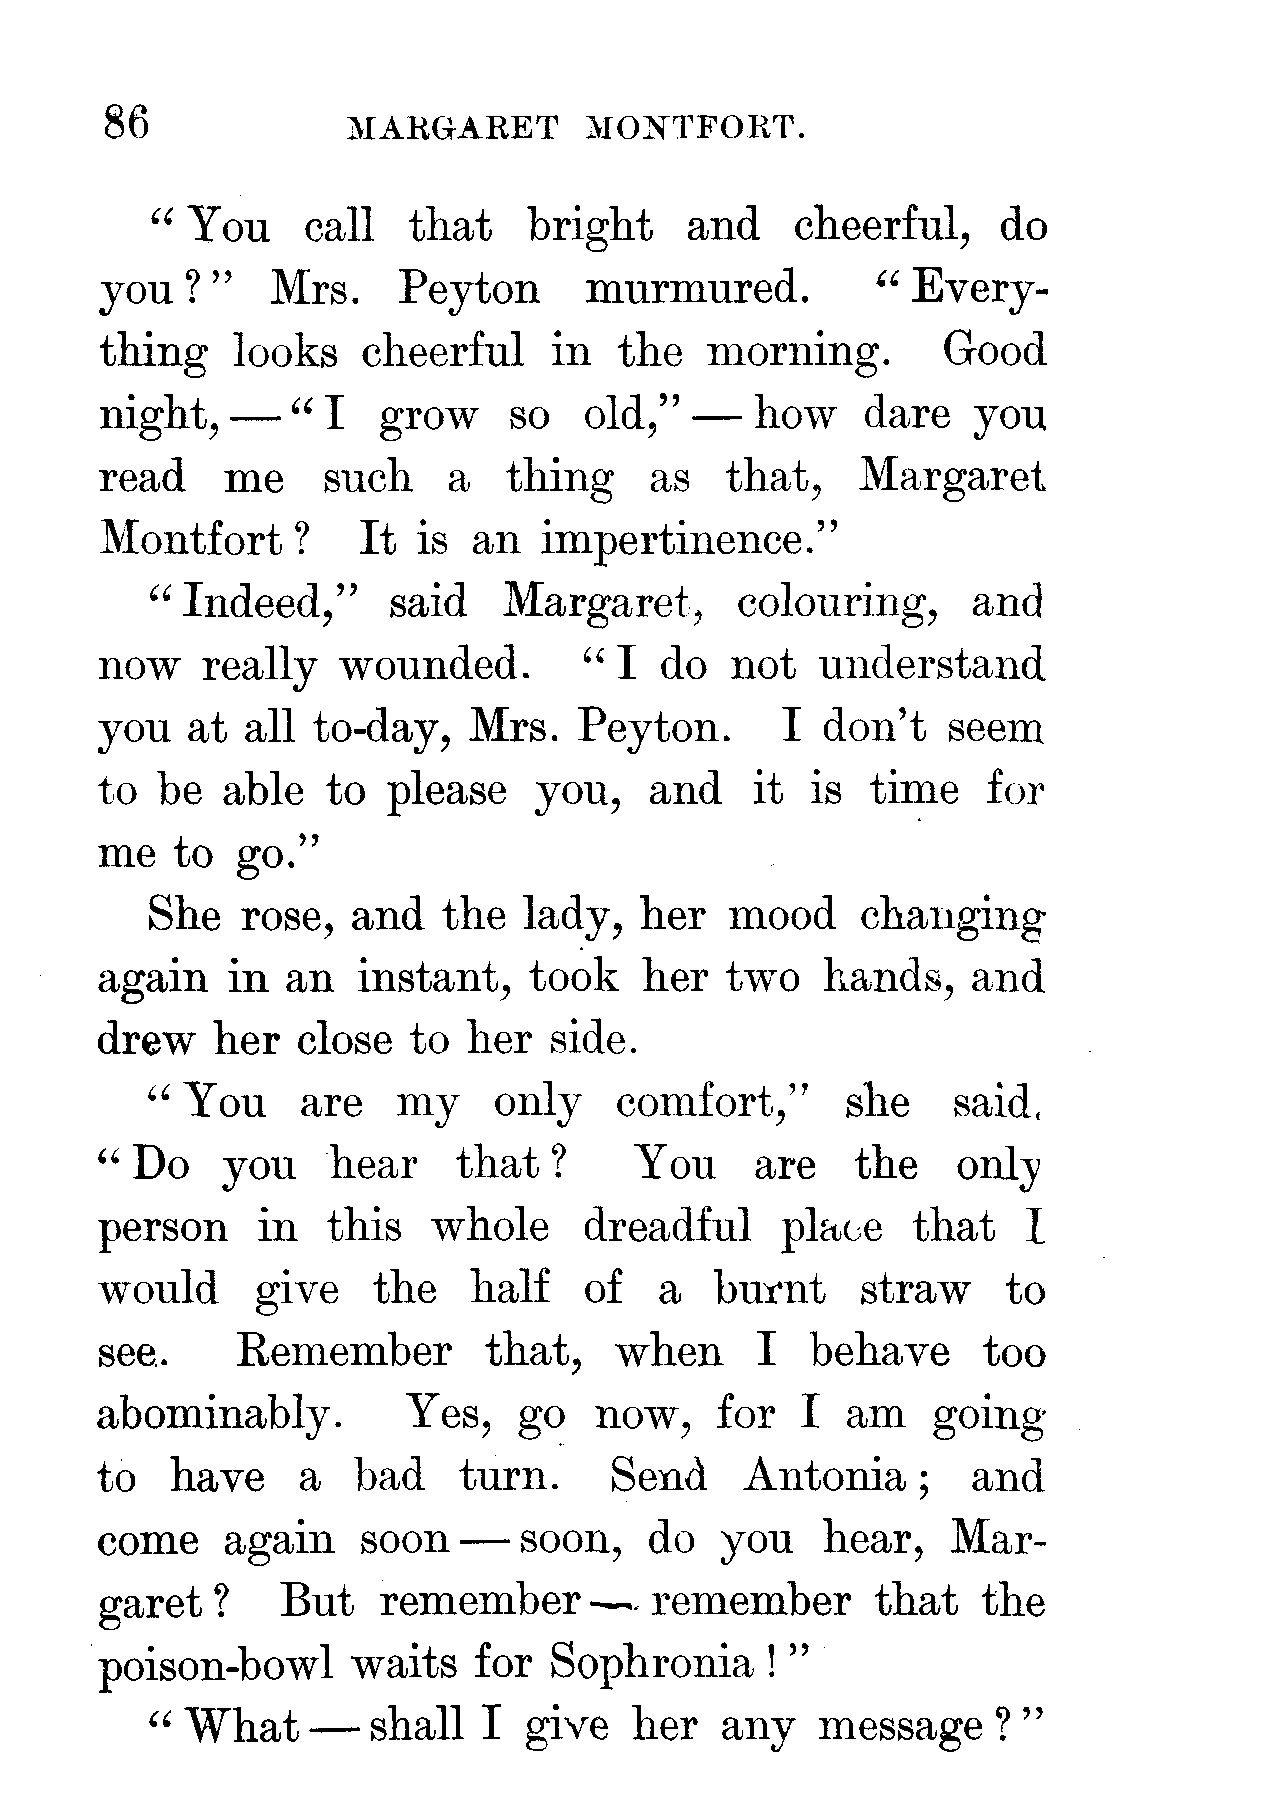 86 MARGARET MONTFORT.
“ You call that bright and cheerful, do
you ? ” Mrs. Peyton murmured. “ Every-
thing looks cheerful in the morning. Good
night, — “ I grow so old,” — how dare you
read me such a thing as that, Margaret
Montfort ? It is an impertinence.”
“ Indeed,” said Margaret, colouring, and
now really wounded. “ I do not understand
you at all to-day, Mrs. Peyton. I don’t seem
to be able to please you, and it is time for
me to go.”
She rose, and the lady, her mood changing
again in an instant, took her two hands, and
drew her close to her side.
“ You are my only comfort,” she said.
“ Do you hear that ? You are the only
person in this whole dreadful place that I
would give the half of a burnt straw to
see. Remember that, when I behave too
abominably. Yes, go now, for I am going
to have a bad turn. Send Antonia ; and
come again soon — soon, do you hear, Mar-
garet ? But remember — remember that the
poison-bowl waits for Sophronia ! ”
“ What — shall I give her any message ? ”